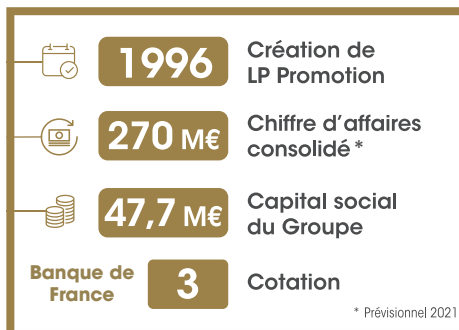 1996
Création de
LP Promotion
270 M€
Chiffre d'affaires
consolidé *
47,7 M€
Capital social
du Groupe
Banque de
France
3
Cotation
* Prévisionnel 2021